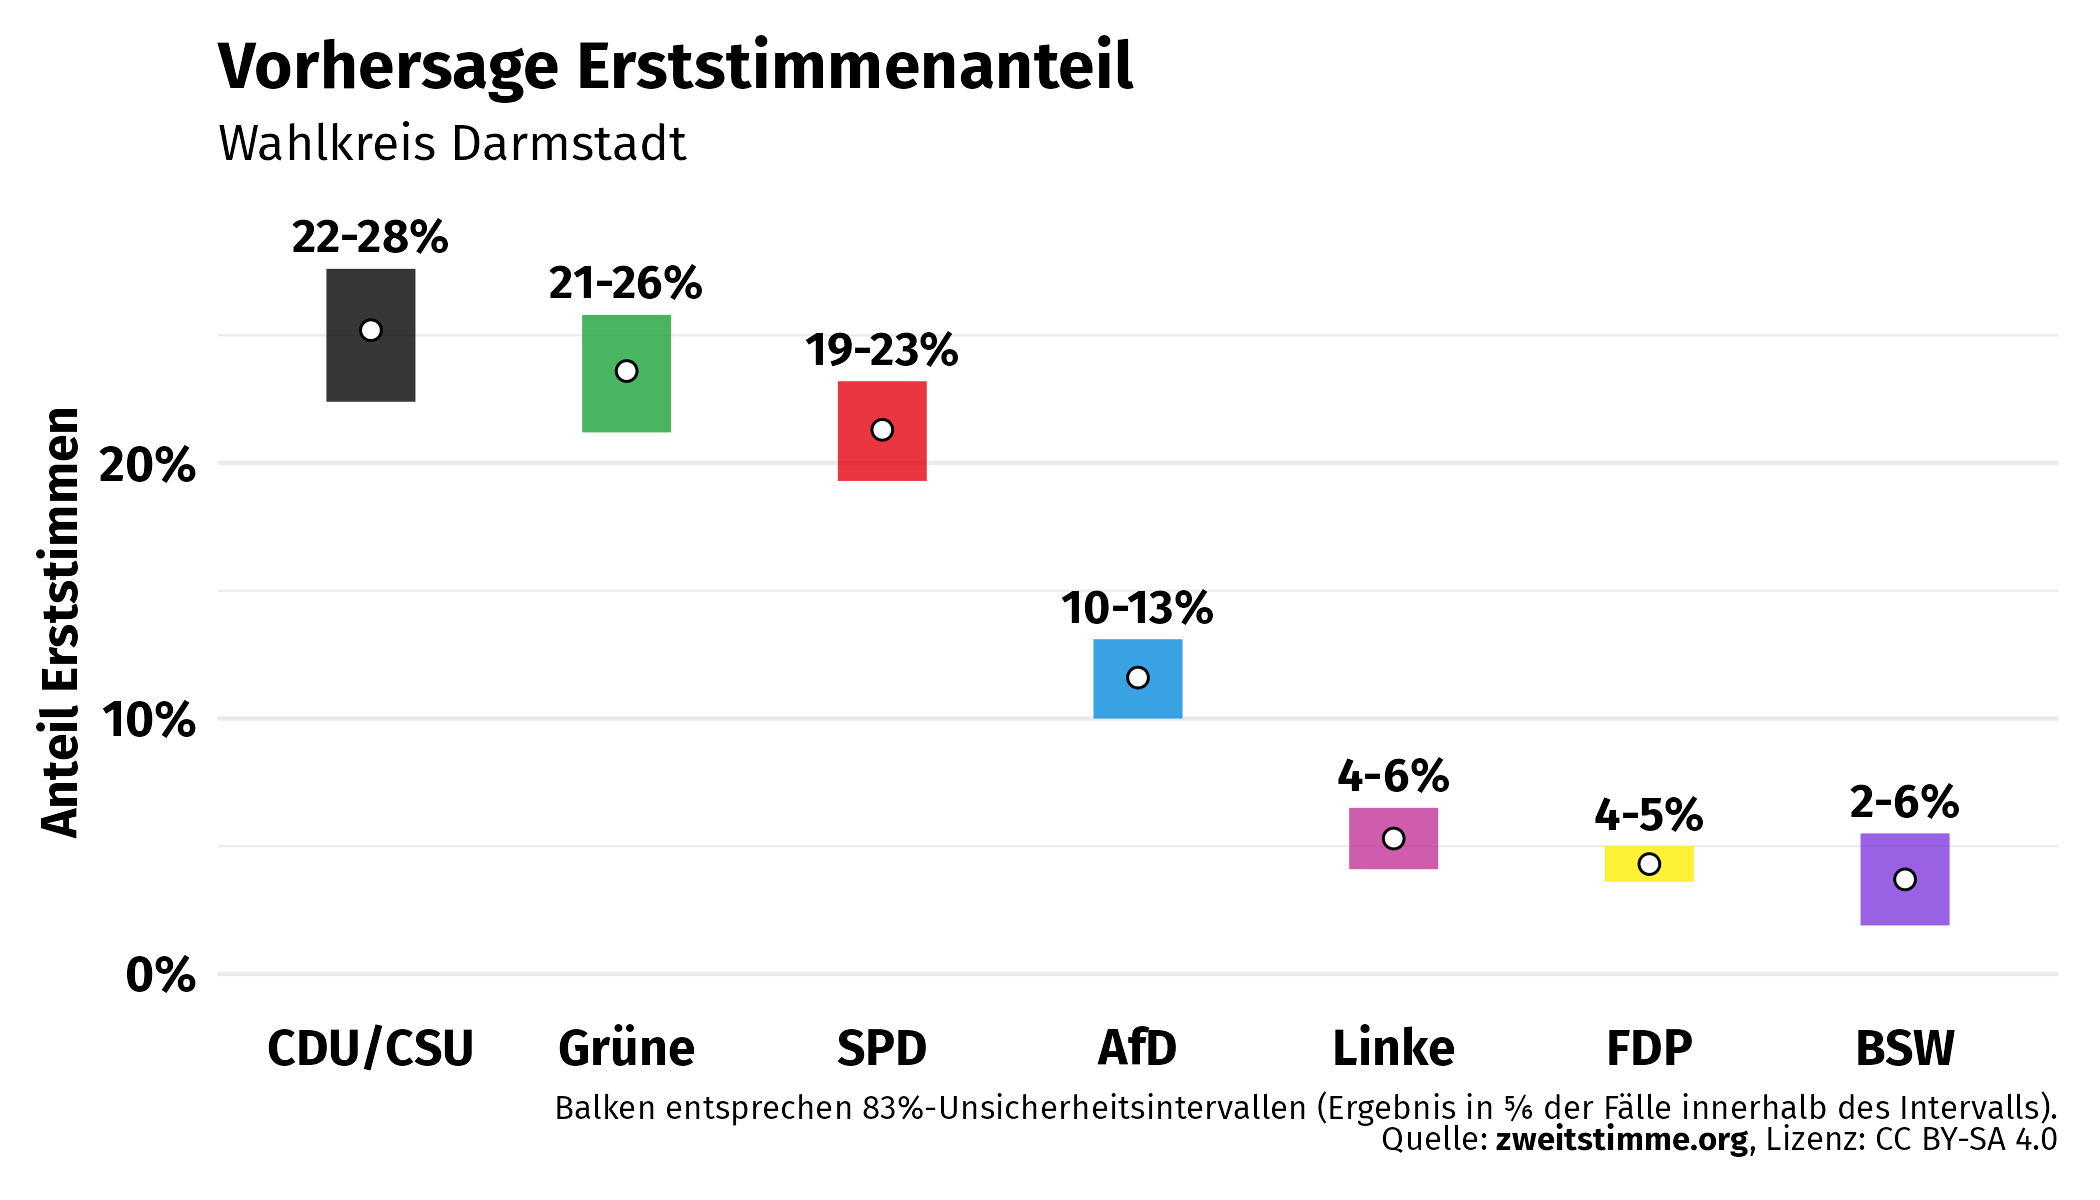 Vorhersage Erststimmenanteil
Wahlkreis Darmstadt
22-28%
21-26%
19-23%
10-13%
4-6%
4-5%
2-6%
Anteil Erststimmen
20%
10%
0%
CDU/CSU Grüne SPD AfD Linke FDP BSW
Balken entsprechen 83%-Unsicherheitsintervallen (Ergebnis in ⅚ der Fälle innerhalb des Intervalls).
Quelle: zweitstimme.org, Lizenz: CC BY-SA 4.0